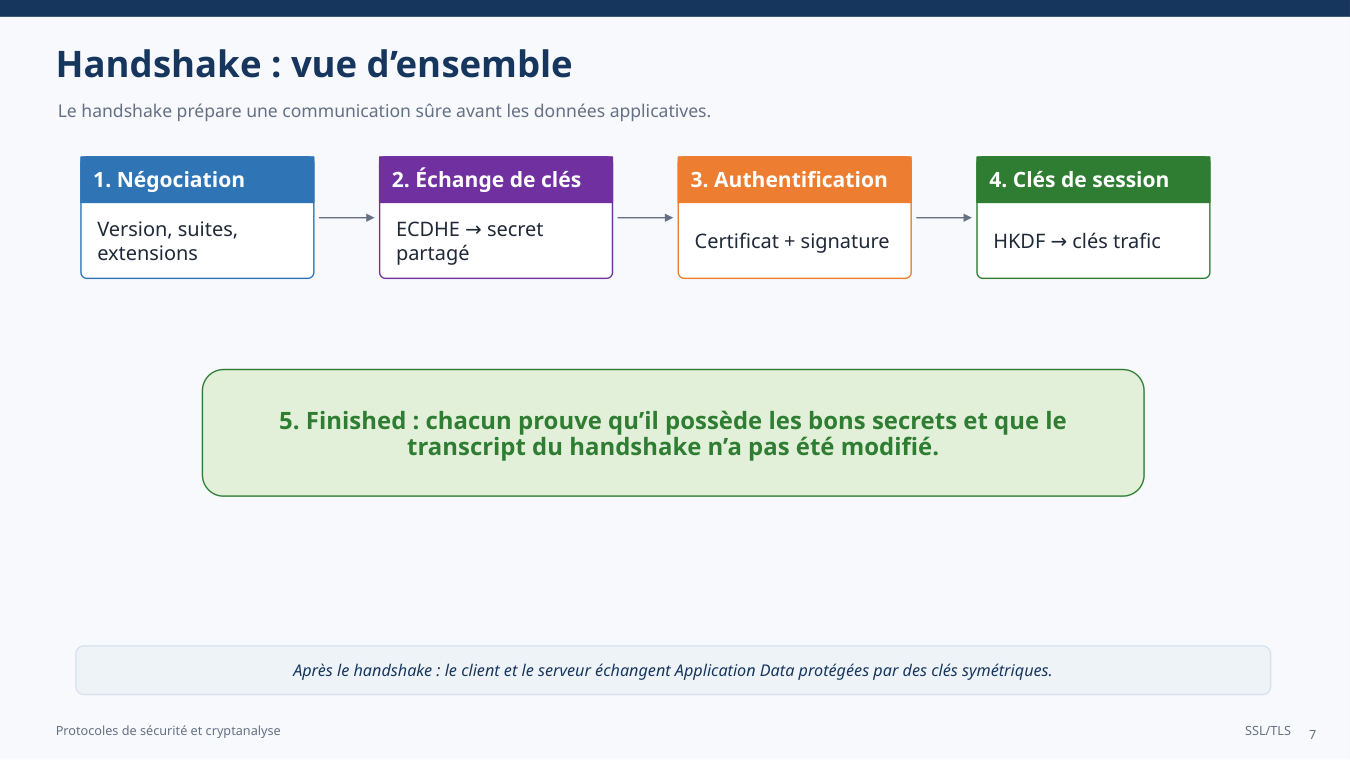 Handshake : vue d’ensemble
Le handshake prépare une communication sûre avant les données applicatives.
1. Négociation
Version, suites,
extensions
2. Échange de clés
ECDHE → secret
partagé
3. Authentification
Certificat + signature
4. Clés de session
HKDF → clés trafic
5. Finished : chacun prouve qu’il possède les bons secrets et que le
transcript du handshake n’a pas été modifié.
Après le handshake : le client et le serveur échangent Application Data protégées par des clés symétriques.
Protocoles de sécurité et cryptanalyse
SSL/TLS
7